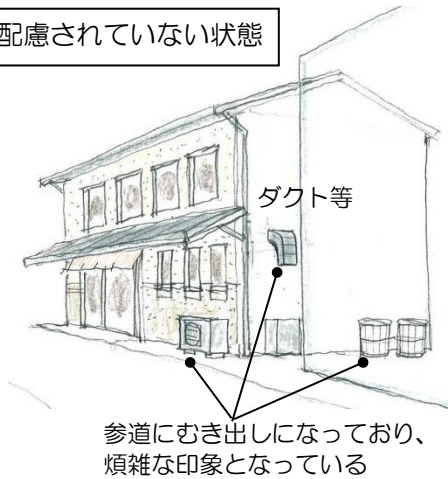 配慮されていない状態
ダクト等
参道にむき出しになっており、
煩雑な印象となっている